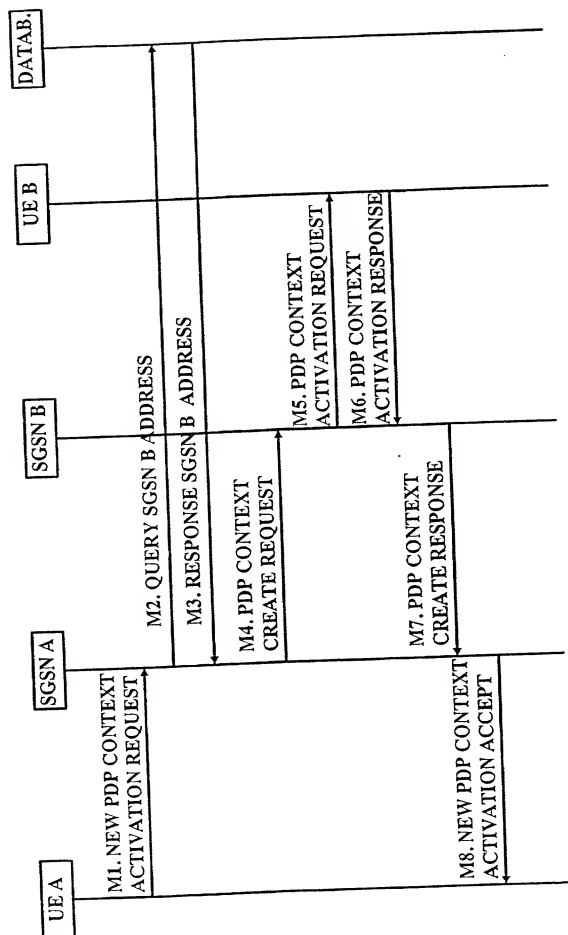 UE A
SGSN A
SGSN B
UE B
DATAB.
M1. NEW PDP CONTEXT
ACTIVATION REQUEST
M2. QUERY SGSN B ADDRESS
M3. RESPONSE SGSN B ADDRESS
M4. PDP CONTEXT
CREATE REQUEST
M5. PDP CONTEXT
ACTIVATION REQUEST
M6. PDP CONTEXT
ACTIVATION RESPONSE
M7. PDP CONTEXT
CREATE RESPONSE
M8. NEW PDP CONTEXT
ACTIVATION ACCEPT